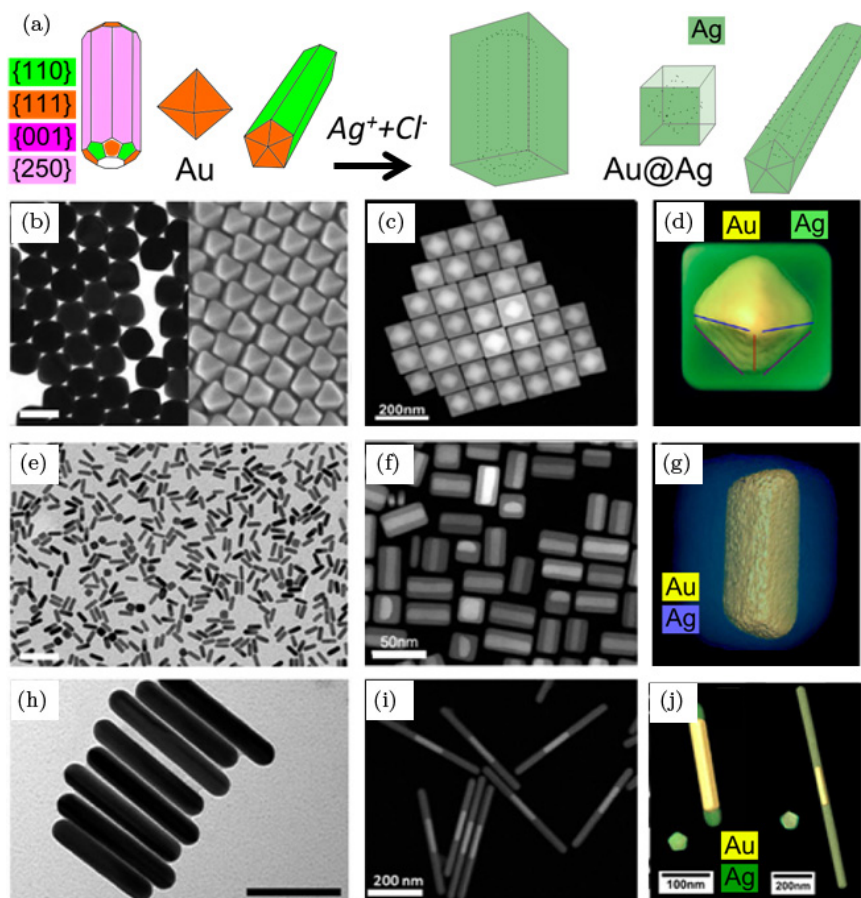 (a)
{110}
{111}
{001}
{250}
Au
Ag⁺+Cl⁻
Ag
Au@Ag
(b)
(c)
200nm
(d)
Au Ag
(e)
(f)
50nm
(g)
Au
Ag
(h)
(i)
200 nm
(j)
Au
Ag
100nm
200nm